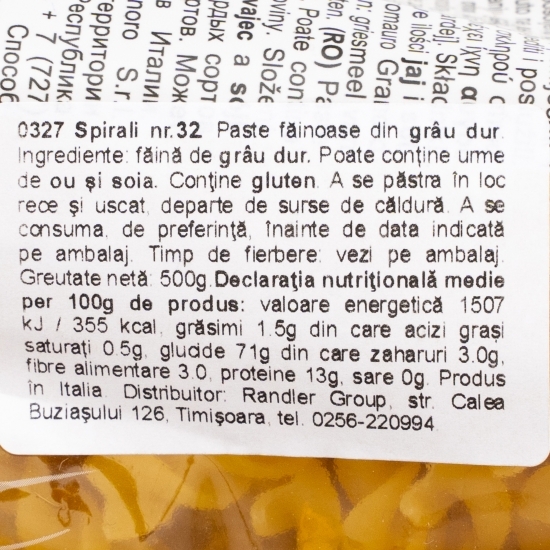 0327 Spirali nr.32 Paste făinoase din grâu dur.
Ingrediente: făină de grâu dur. Poate conține urme
de ou și soia. Conține gluten. A se păstra în loc
rece și uscat, departe de surse de căldură. A se
consuma, de preferință, înainte de data indicată
pe ambalaj. Timp de fierbere: vezi pe ambalaj.
Greutate netă: 500g.Declarația nutrițională medie
per 100g de produs: valoare energetică 1507
kJ / 355 kcal, grăsimi 1.5g din care acizi grași
saturați 0.5g, glucide 71g din care zaharuri 3.0g,
fibre alimentare 3.0, proteine 13g, sare 0g. Produs
în Italia. Distribuitor: Randler Group, str. Calea
Buziașului 126, Timișoara, tel. 0256-220994